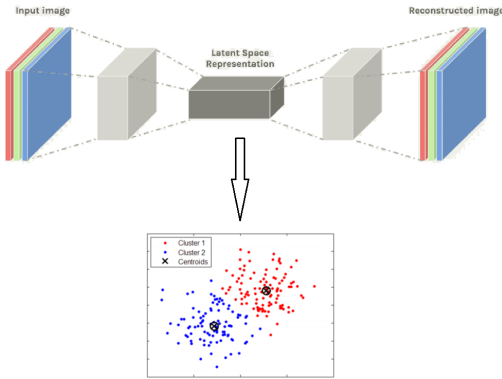 Input image
Reconstructed image
Latent Space
Representation
Cluster 1
Cluster 2
Centroids